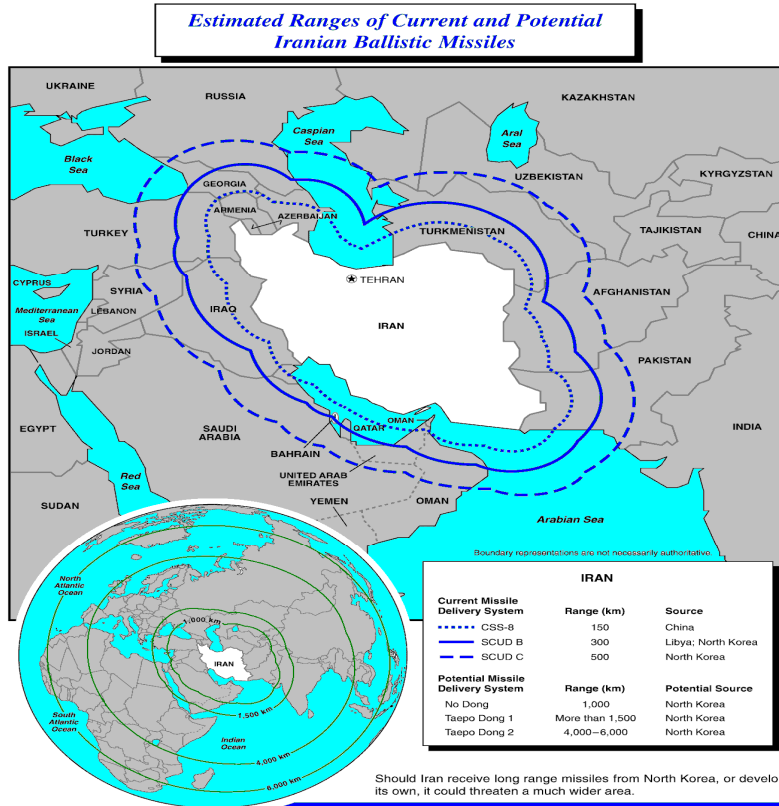 Estimated Ranges of Current and Potential
Iranian Ballistic Missiles
UKRAINE
RUSSIA
KAZAKHSTAN
Caspian
Sea
Aral
Sea
Black
Sea
UZBEKISTAN
KYRGYZSTAN
GEORGIA
ARMENIA
AZERBAIJAN
TURKMENISTAN
TAJIKISTAN
CHINA
TURKEY
TEHRAN
CYPRUS
SYRIA
AFGHANISTAN
Mediterranean
Sea
LEBANON
IRAQ
IRAN
ISRAEL
JORDAN
PAKISTAN
EGYPT
SAUDI
ARABIA
OMAN
QATAR
INDIA
BAHRAIN
UNITED ARAB
EMIRATES
Red
Sea
YEMEN
OMAN
SUDAN
Arabian Sea
Boundary representations are not necessarily authoritative.
North
Atlantic
Ocean
1,000 km
IRAN
1,500 km
South
Atlantic
Ocean
Indian
Ocean
4,000 km
6,000 km
IRAN
Current Missile
Delivery System Range (km) Source
CSS-8 150 China
SCUD B 300 Libya; North Korea
SCUD C 500 North Korea
Potential Missile
Delivery System Range (km) Potential Source
No Dong 1,000 North Korea
Taepo Dong 1 More than 1,500 North Korea
Taepo Dong 2 4,000–6,000 North Korea
Should Iran receive long range missiles from North Korea, or develo
its own, it could threaten a much wider area.